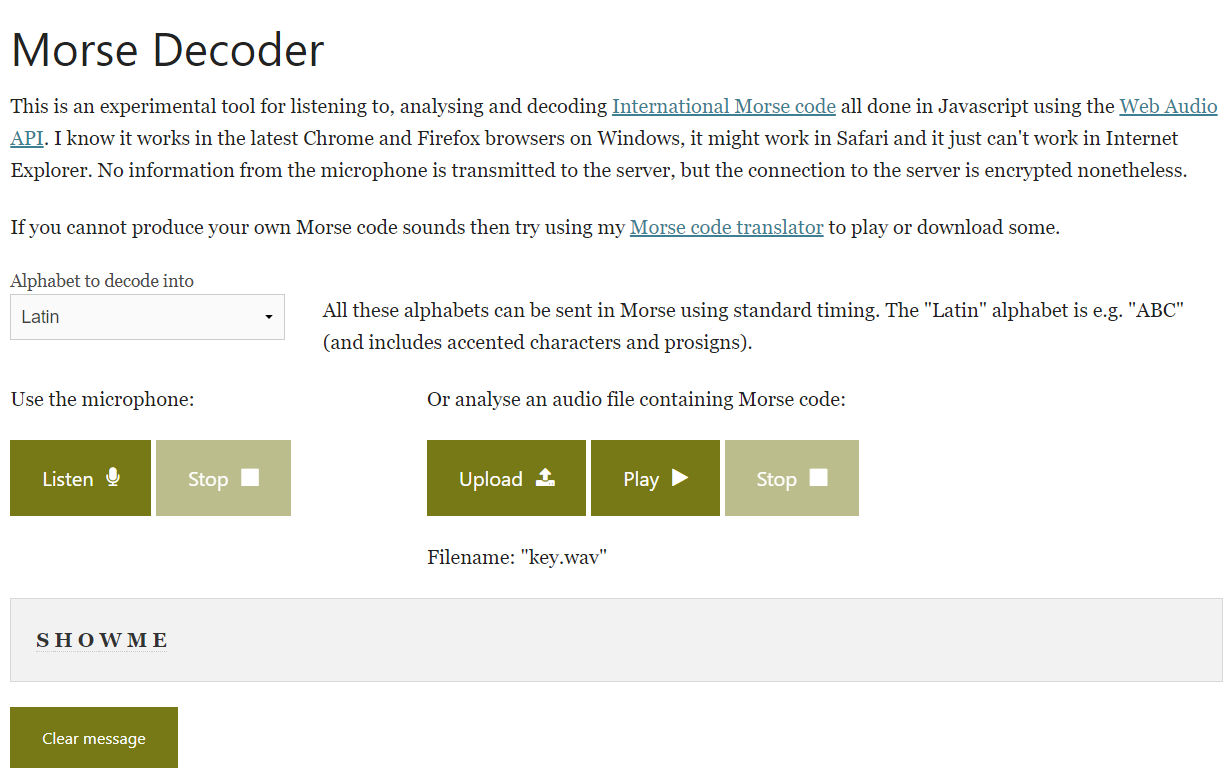 Morse Decoder
This is an experimental tool for listening to, analysing and decoding International Morse code all done in Javascript using the Web Audio
API. I know it works in the latest Chrome and Firefox browsers on Windows, it might work in Safari and it just can't work in Internet
Explorer. No information from the microphone is transmitted to the server, but the connection to the server is encrypted nonetheless.
If you cannot produce your own Morse code sounds then try using my Morse code translator to play or download some.
Alphabet to decode into
Latin
All these alphabets can be sent in Morse using standard timing. The "Latin" alphabet is e.g. "ABC"
(and includes accented characters and prosigns).
Use the microphone:
Listen Stop
Or analyse an audio file containing Morse code:
Upload Play Stop
Filename: "key.wav"
S H O W M E
Clear message